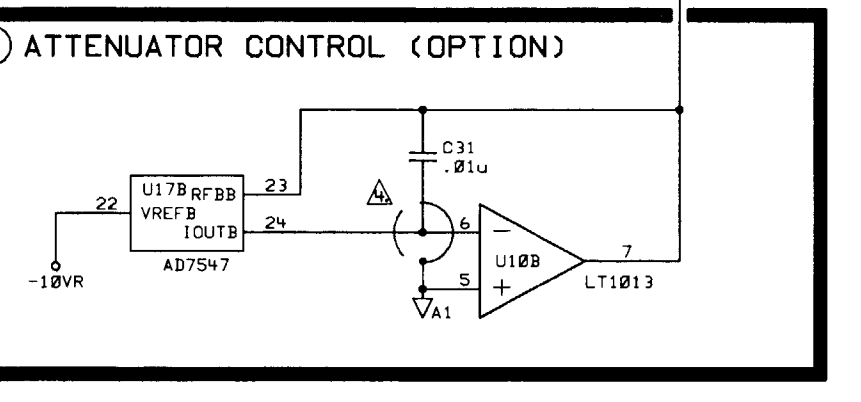 ATTENUATOR CONTROL (OPTION)
C31
.01u
4.
U17B
RFBB
23
22
VREFB
IOUTB
24
6
−
7
U10B
5
+
AD7547
LT1013
-10VR
A1